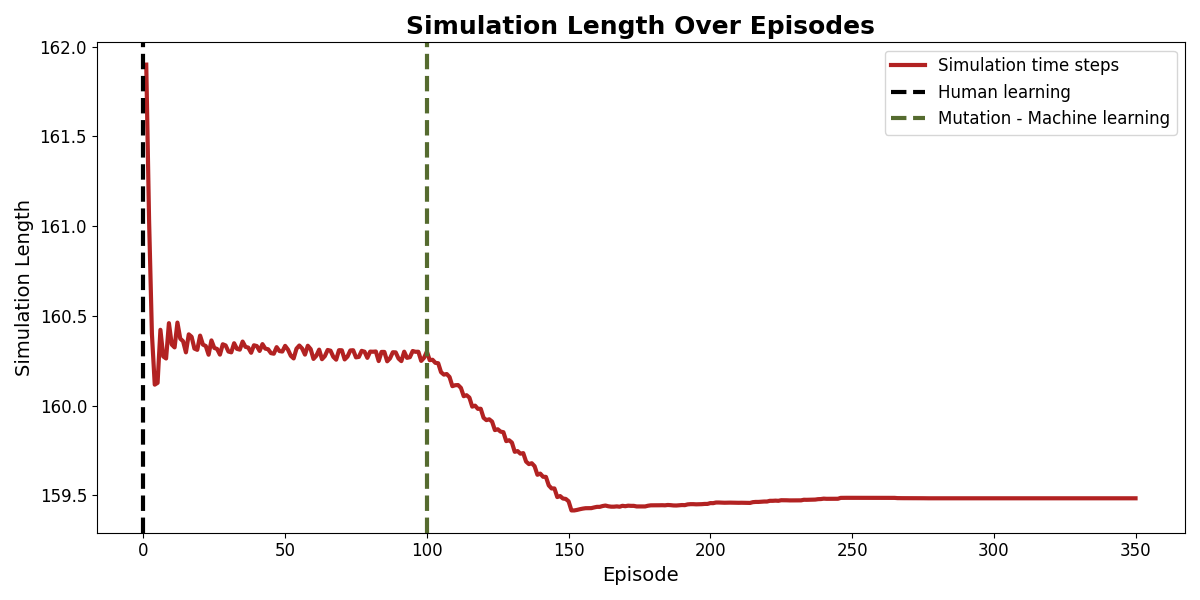 Simulation Length Over Episodes
Simulation Length
162.0
161.5
161.0
160.5
160.0
159.5
Simulation time steps
Human learning
Mutation - Machine learning
0 50 100 150 200 250 300 350
Episode